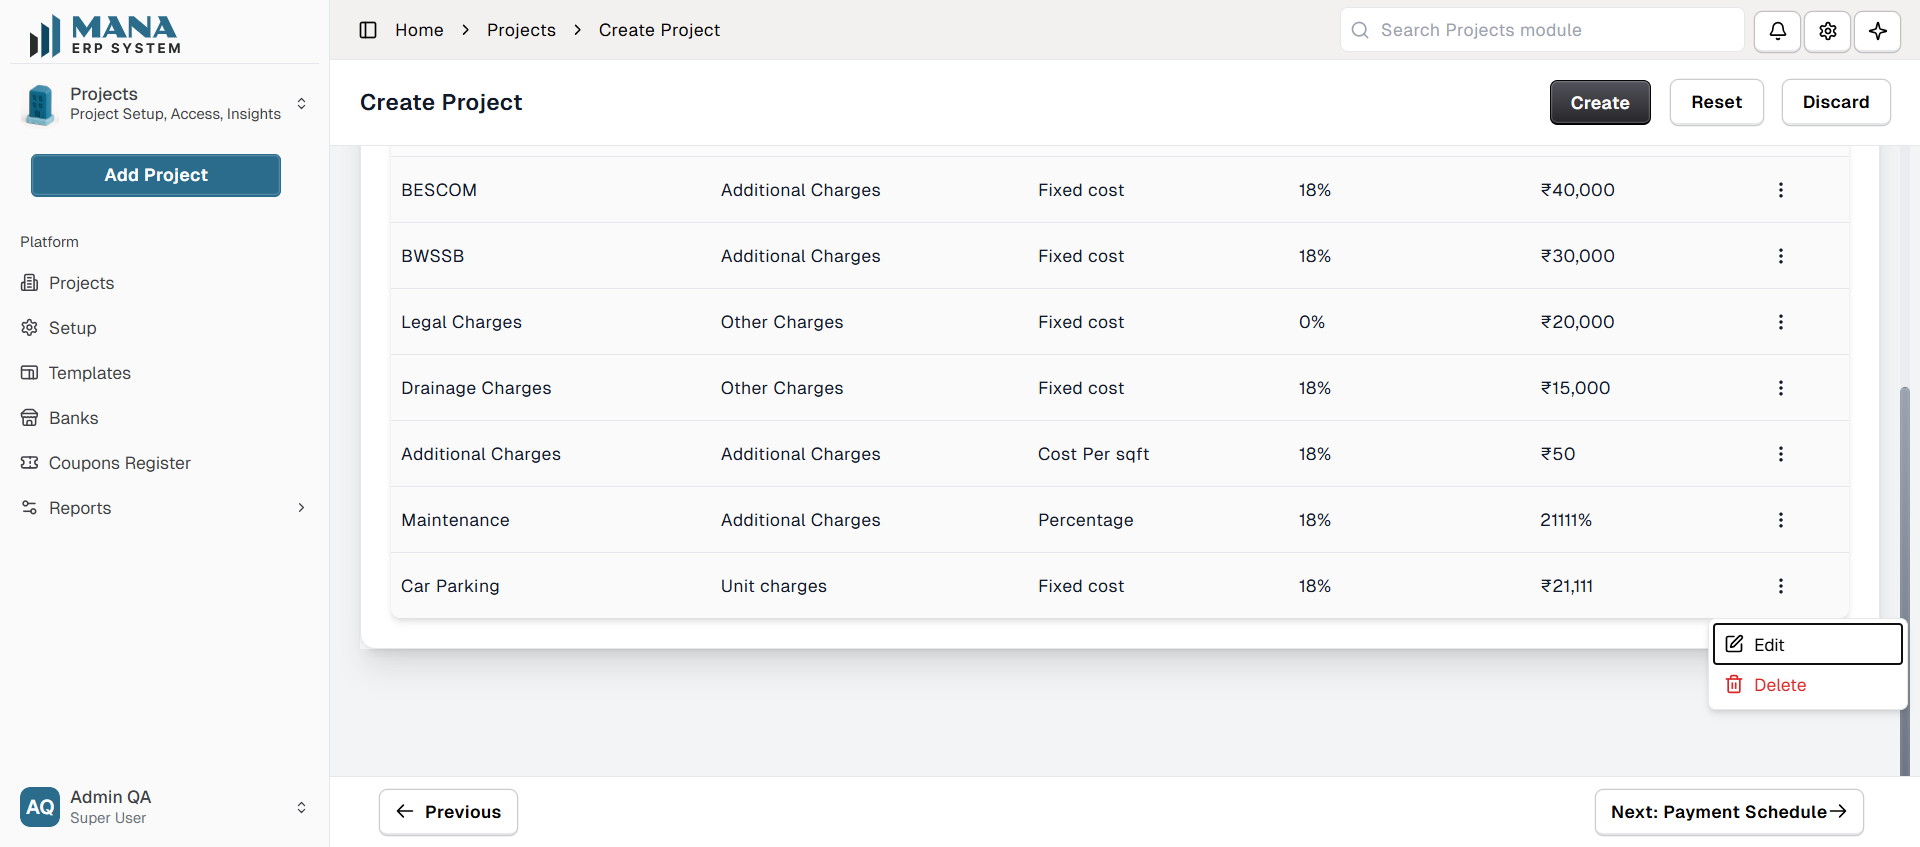 MANA
ERP SYSTEM
Projects
Project Setup, Access, Insights
Add Project
Platform
Projects
Setup
Templates
Banks
Coupons Register
Reports
AQ
Admin QA
Super User
Home > Projects > Create Project
Search Projects module
Create Project
Create
Reset
Discard
BESCOM Additional Charges Fixed cost 18% ₹40,000
BWSSB Additional Charges Fixed cost 18% ₹30,000
Legal Charges Other Charges Fixed cost 0% ₹20,000
Drainage Charges Other Charges Fixed cost 18% ₹15,000
Additional Charges Additional Charges Cost Per sqft 18% ₹50
Maintenance Additional Charges Percentage 18% 21111%
Car Parking Unit charges Fixed cost 18% ₹21,111
Edit
Delete
Previous
Next: Payment Schedule